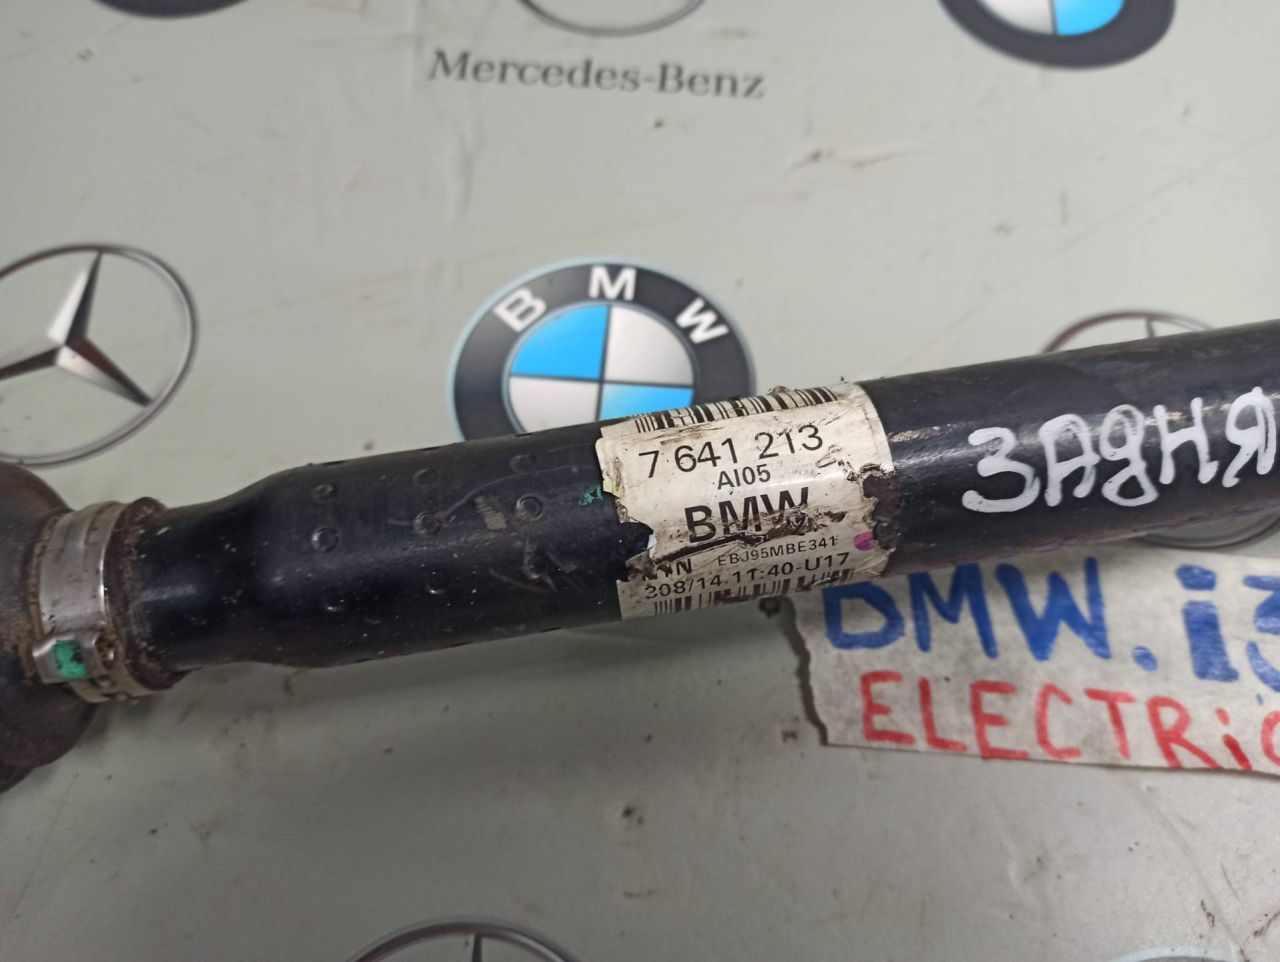 Mercedes-Benz
BMW
7 641 213
AI05
BMW
EBJ95MBE341
308/14 11:40-U17
ЗАДНЯ
BMW.i3
ELECTRiC